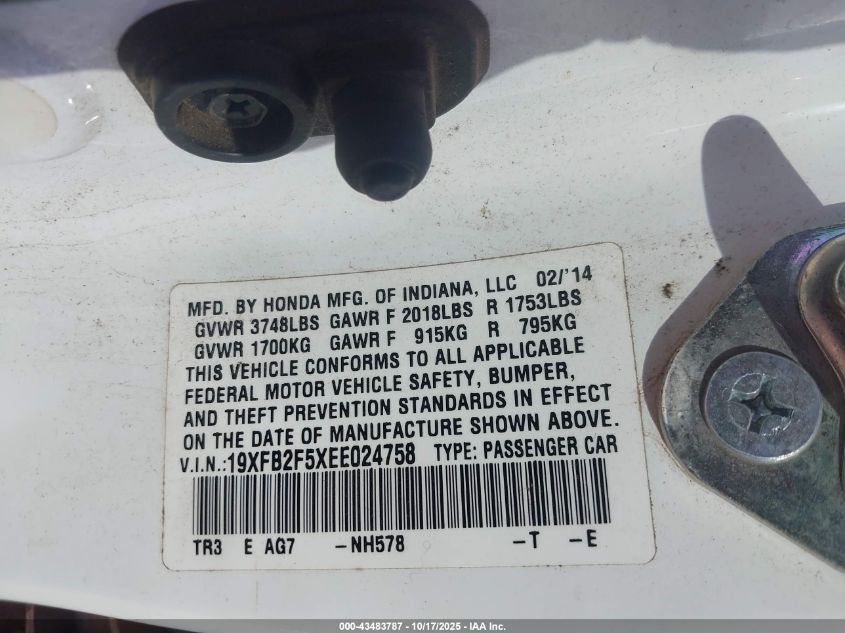 MFD. BY HONDA MFG. OF INDIANA, LLC 02/'14
GVWR 3748LBS GAWR F 2018LBS R 1753LBS
GVWR 1700KG GAWR F 915KG R 795KG
THIS VEHICLE CONFORMS TO ALL APPLICABLE
FEDERAL MOTOR VEHICLE SAFETY, BUMPER,
AND THEFT PREVENTION STANDARDS IN EFFECT
ON THE DATE OF MANUFACTURE SHOWN ABOVE.
V.I.N.:19XFB2F5XEE024758 TYPE: PASSENGER CAR
TR3 E AG7 -NH578 -T -E
000-43483787 - 10/17/2025 - IAA Inc.